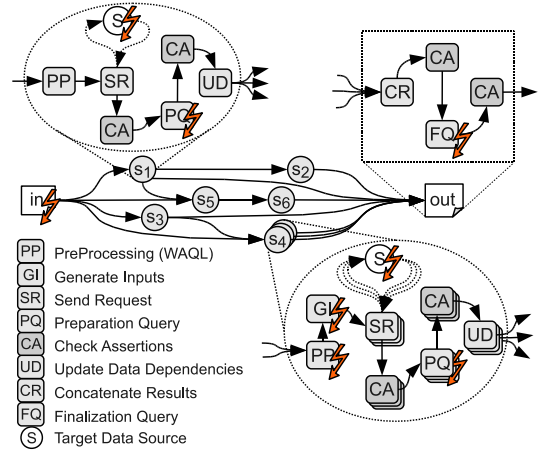 S
CA
PP
SR
UD
CA
PQ
CA
CR
CA
FQ
in
s1
s2
s5
s6
s3
s4
out
S
GI
SR
CA
UD
PP
PQ
CA
PP PreProcessing (WAQL)
GI Generate Inputs
SR Send Request
PQ Preparation Query
CA Check Assertions
UD Update Data Dependencies
CR Concatenate Results
FQ Finalization Query
S Target Data Source